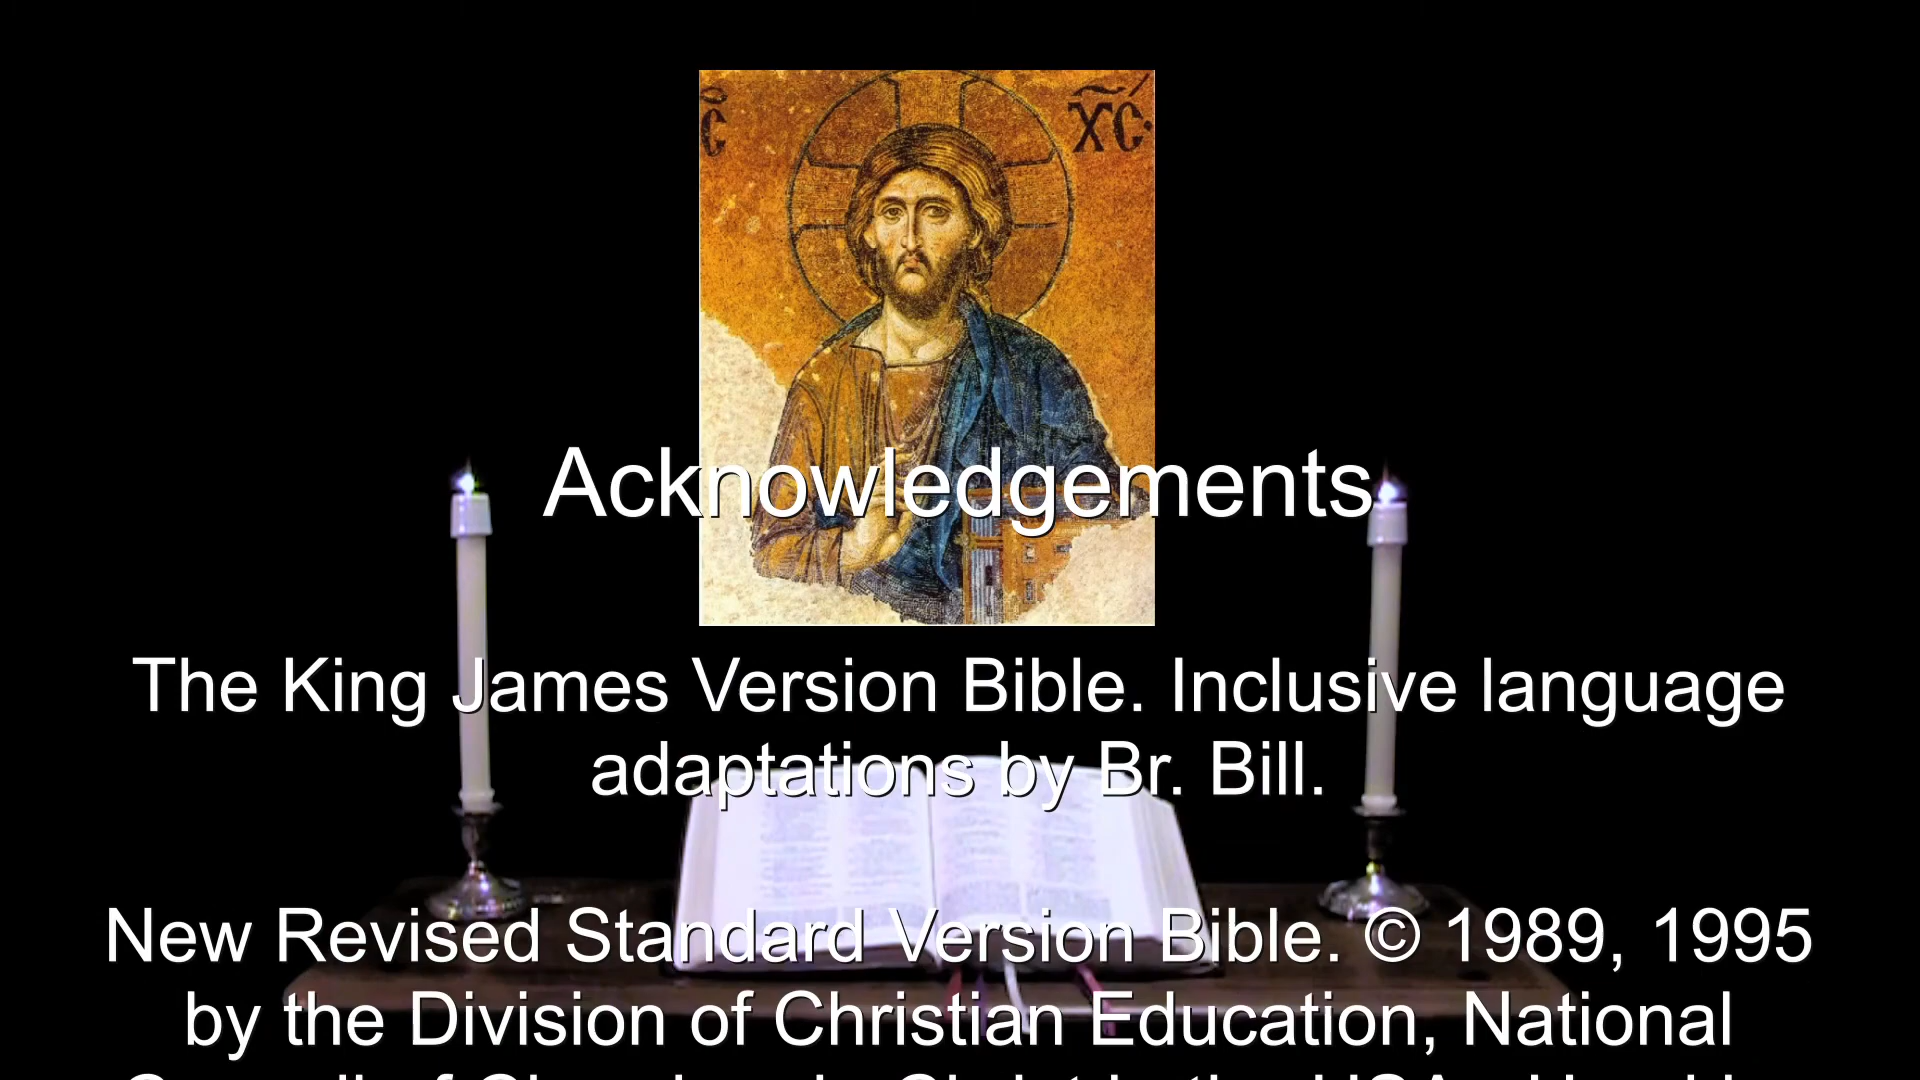 C̄ ΧC
Acknowledgements
The King James Version Bible. Inclusive language
adaptations by Br. Bill.
New Revised Standard Version Bible. © 1989, 1995
by the Division of Christian Education, National